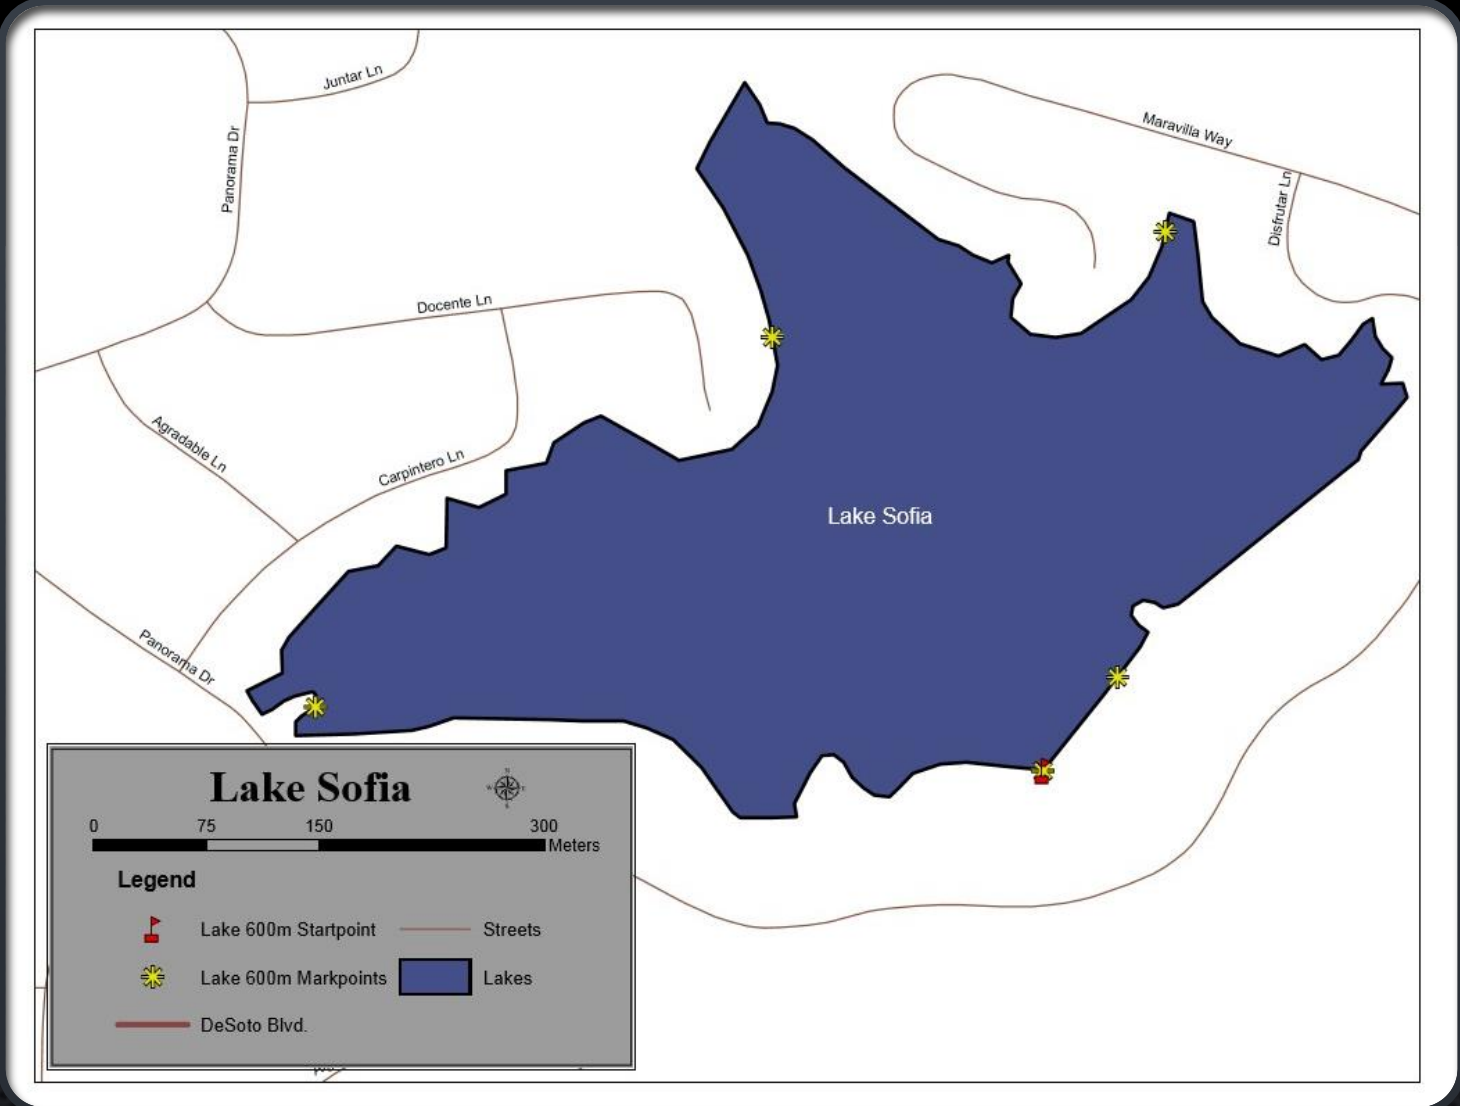 Juntar Ln
Panorama Dr
Maravilla Way
Disfrutar Ln
Docente Ln
Agradable Ln
Carpintero Ln
Lake Sofia
Panorama Dr
Lake Sofia
0 75 150 300
Meters
Legend
Lake 600m Startpoint Streets
Lake 600m Markpoints Lakes
DeSoto Blvd.